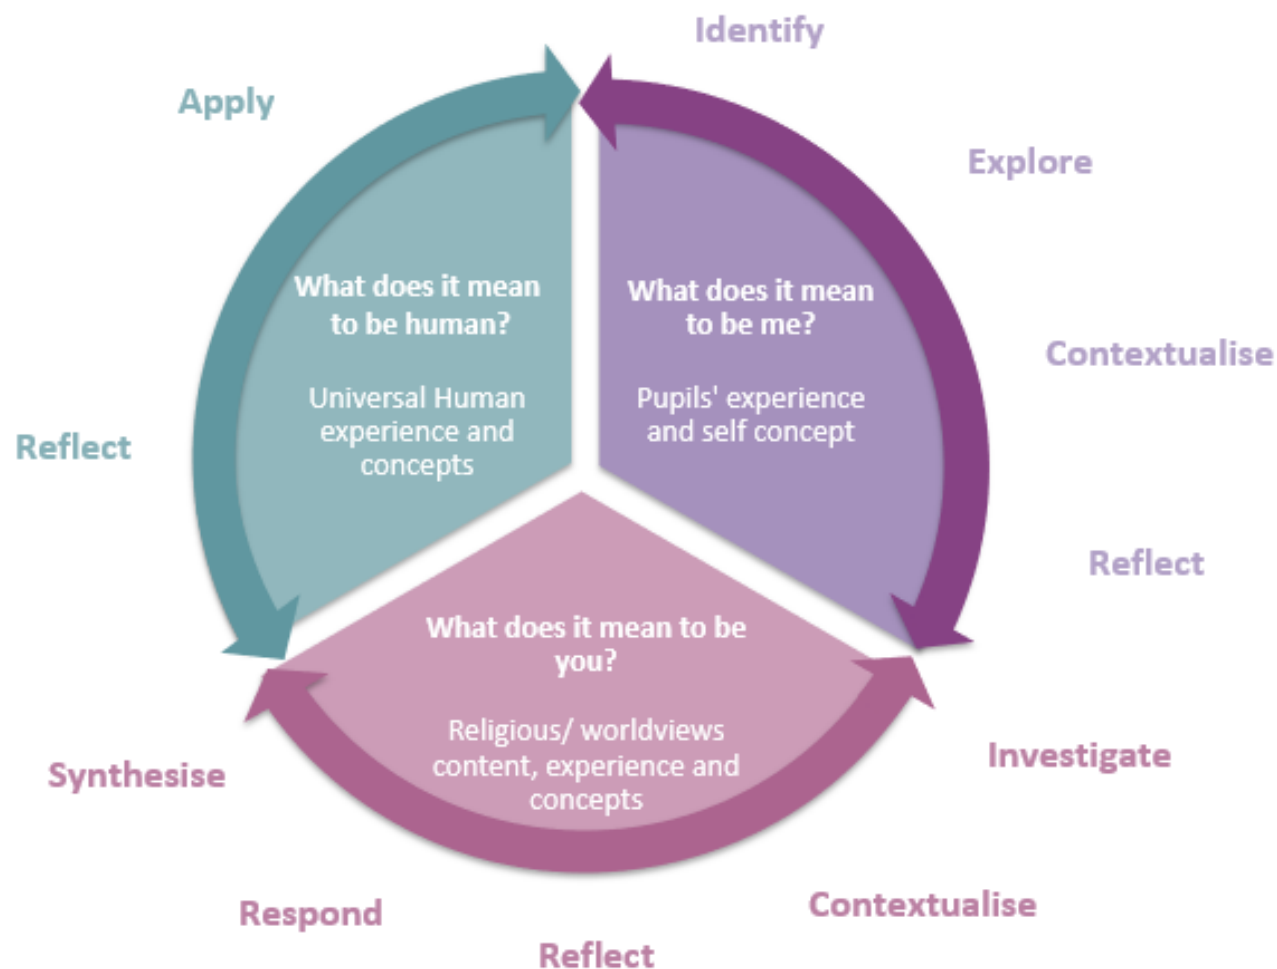 Identify
Apply
Explore
What does it mean
to be human?
Universal Human
experience and
concepts
What does it mean
to be me?
Pupils' experience
and self concept
Contextualise
Reflect
Reflect
What does it mean to be
you?
Religious/ worldviews
content, experience and
concepts
Investigate
Synthesise
Contextualise
Respond
Reflect